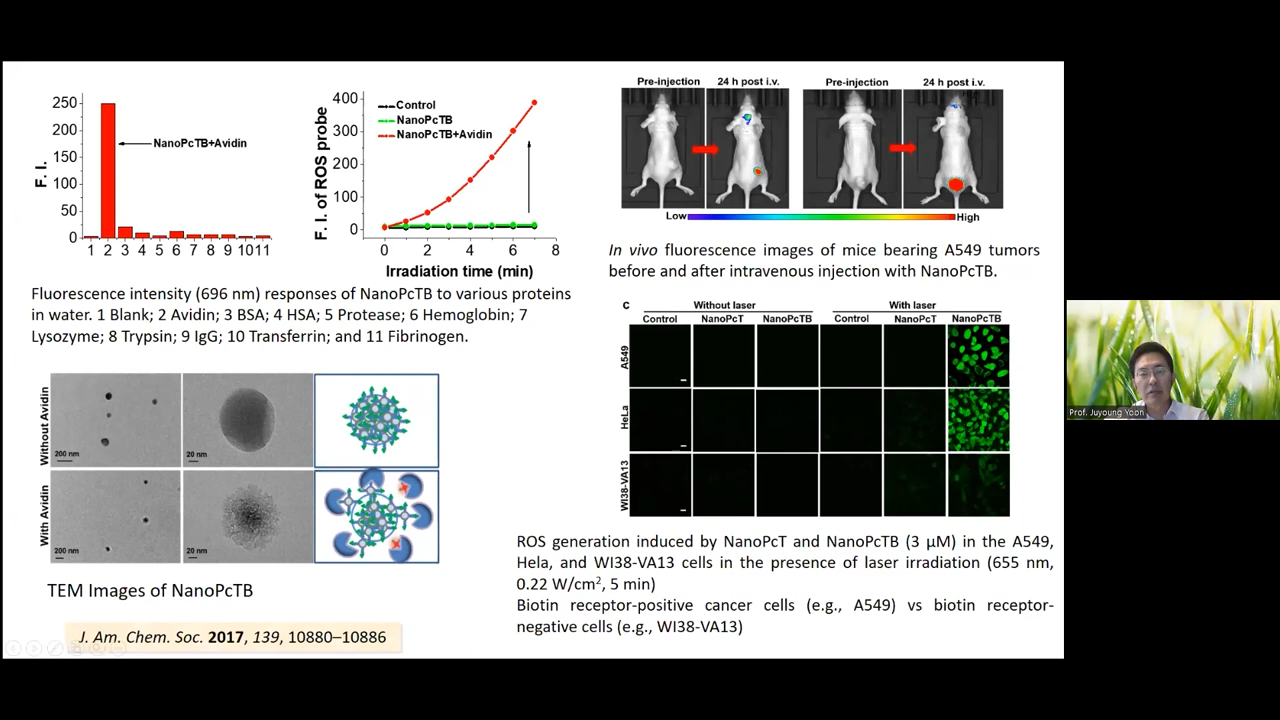 250
200
150
100
50
0
F. I.
NanoPcTB+Avidin
1 2 3 4 5 6 7 8 9 10 11
400
300
200
100
0
F. I. of ROS probe
Control
NanoPcTB
NanoPcTB+Avidin
0 2 4 6 8
Irradiation time (min)
Fluorescence intensity (696 nm) responses of NanoPcTB to various proteins
in water. 1 Blank; 2 Avidin; 3 BSA; 4 HSA; 5 Protease; 6 Hemoglobin; 7
Lysozyme; 8 Trypsin; 9 IgG; 10 Transferrin; and 11 Fibrinogen.
Without Avidin
200 nm
20 nm
With Avidin
200 nm
20 nm
TEM Images of NanoPcTB
J. Am. Chem. Soc. 2017, 139, 10880–10886
Pre-injection 24 h post i.v. Pre-injection 24 h post i.v.
Low High
In vivo fluorescence images of mice bearing A549 tumors
before and after intravenous injection with NanoPcTB.
C
Without laser With laser
Control NanoPcT NanoPcTB Control NanoPcT NanoPcTB
A549
HeLa
WI38-VA13
ROS generation induced by NanoPcT and NanoPcTB (3 μM) in the A549,
Hela, and WI38-VA13 cells in the presence of laser irradiation (655 nm,
0.22 W/cm², 5 min)
Biotin receptor-positive cancer cells (e.g., A549) vs biotin receptor-
negative cells (e.g., WI38-VA13)
Prof. Juyoung Yoon